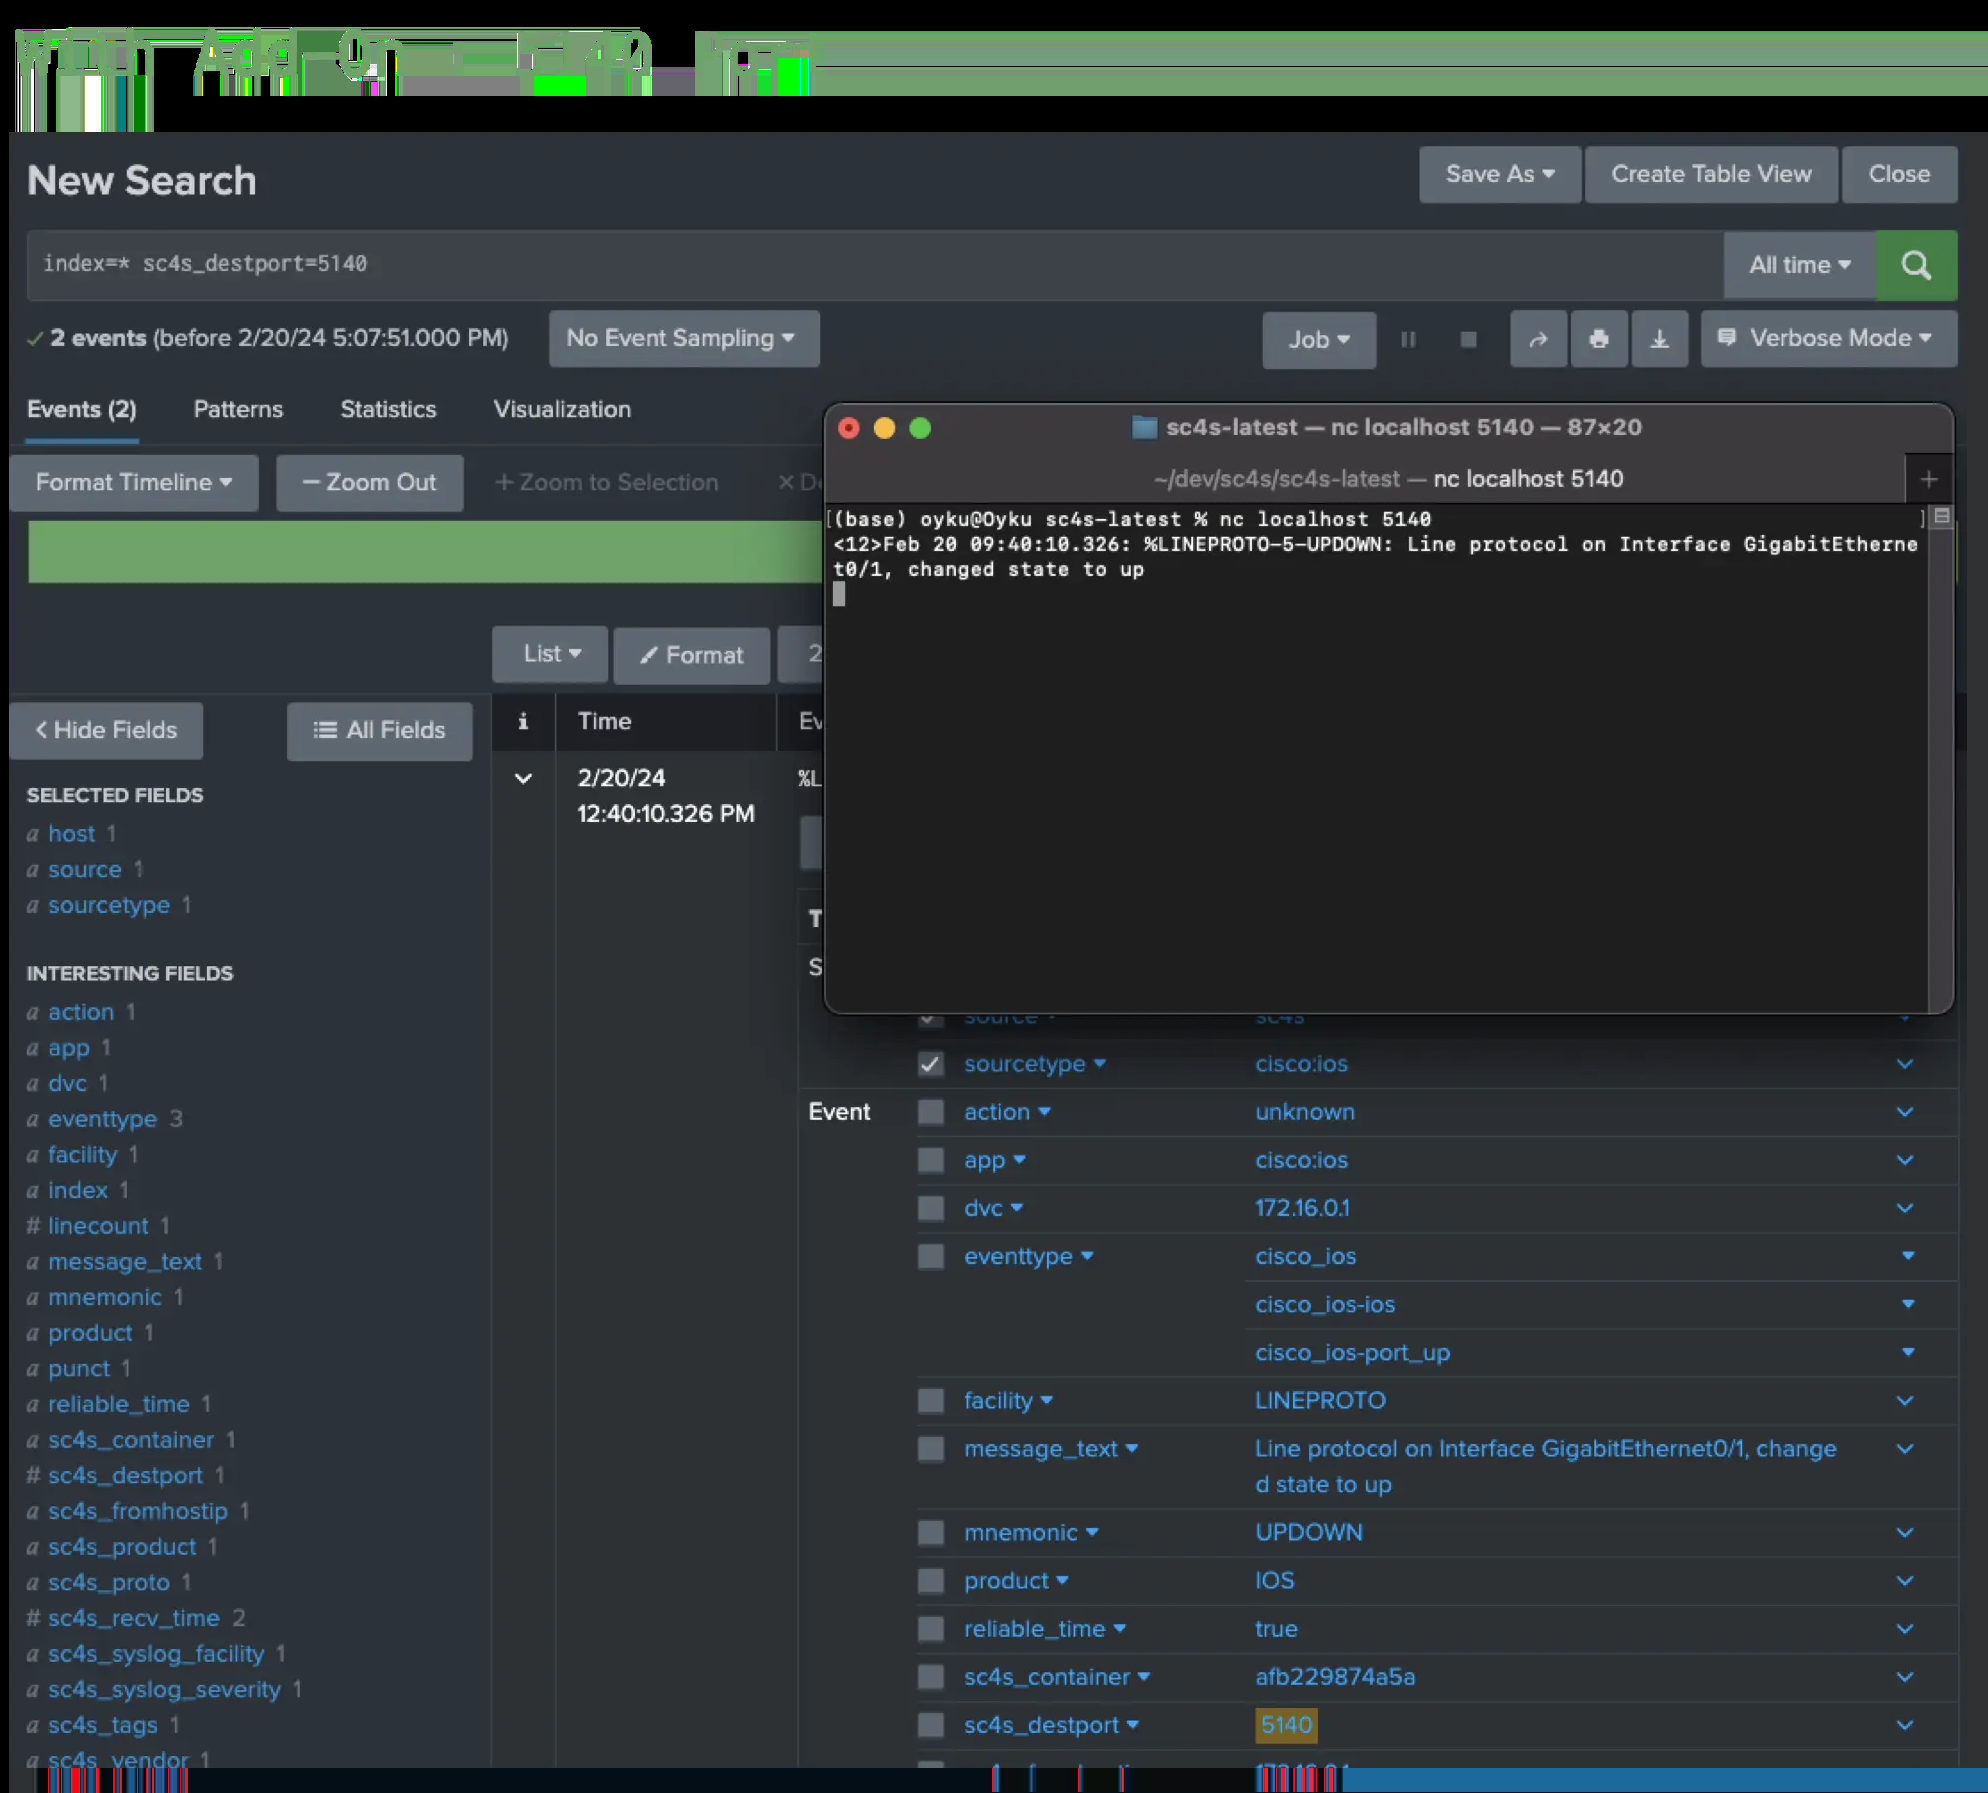 New Search
Save As
Create Table View
Close
index=* sc4s_destport=5140
All time
2 events (before 2/20/24 5:07:51.000 PM)
No Event Sampling
Job
Verbose Mode
Events (2)
Patterns
Statistics
Visualization
sc4s-latest — nc localhost 5140 — 87×20
Format Timeline
— Zoom Out
+ Zoom to Selection
~/dev/sc4s/sc4s-latest — nc localhost 5140
+
[(base) oyku@Oyku sc4s-latest % nc localhost 5140 ]
<12>Feb 20 09:40:10.326: %LINEPROTO-5-UPDOWN: Line protocol on Interface GigabitEtherne
t0/1, changed state to up
List
Format
< Hide Fields
All Fields
i
Time
2/20/24
12:40:10.326 PM
SELECTED FIELDS
a host 1
a source 1
a sourcetype 1
INTERESTING FIELDS
a action 1
a app 1
a dvc 1
a eventtype 3
a facility 1
a index 1
# linecount 1
a message_text 1
a mnemonic 1
a product 1
a punct 1
a reliable_time 1
a sc4s_container 1
# sc4s_destport 1
a sc4s_fromhostip 1
a sc4s_product 1
a sc4s_proto 1
# sc4s_recv_time 2
a sc4s_syslog_facility 1
a sc4s_syslog_severity 1
a sc4s_tags 1
a sc4s_vendor 1
source sc4s
sourcetype cisco:ios
Event action unknown
app cisco:ios
dvc 172.16.0.1
eventtype cisco_ios
cisco_ios-ios
cisco_ios-port_up
facility LINEPROTO
message_text Line protocol on Interface GigabitEthernet0/1, change
d state to up
mnemonic UPDOWN
product IOS
reliable_time true
sc4s_container afb229874a5a
sc4s_destport 5140